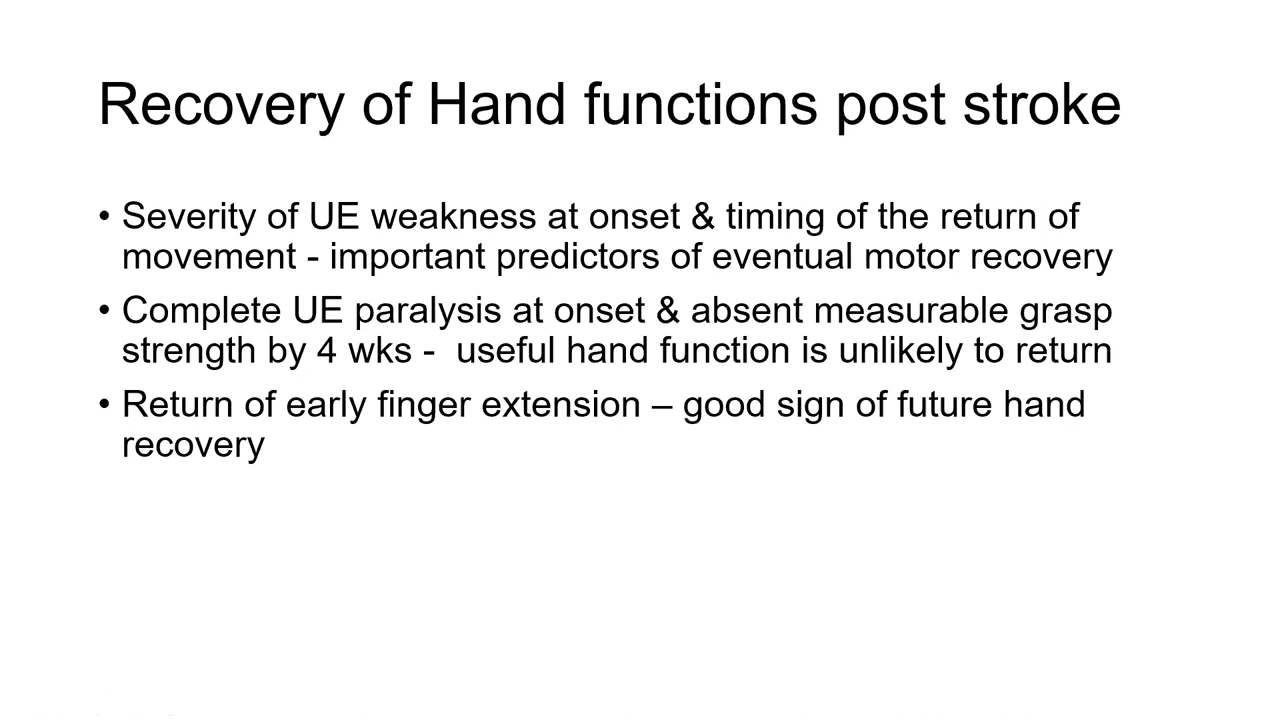 Recovery of Hand functions post stroke
• Severity of UE weakness at onset & timing of the return of
movement - important predictors of eventual motor recovery
• Complete UE paralysis at onset & absent measurable grasp
strength by 4 wks -  useful hand function is unlikely to return
• Return of early finger extension – good sign of future hand
recovery